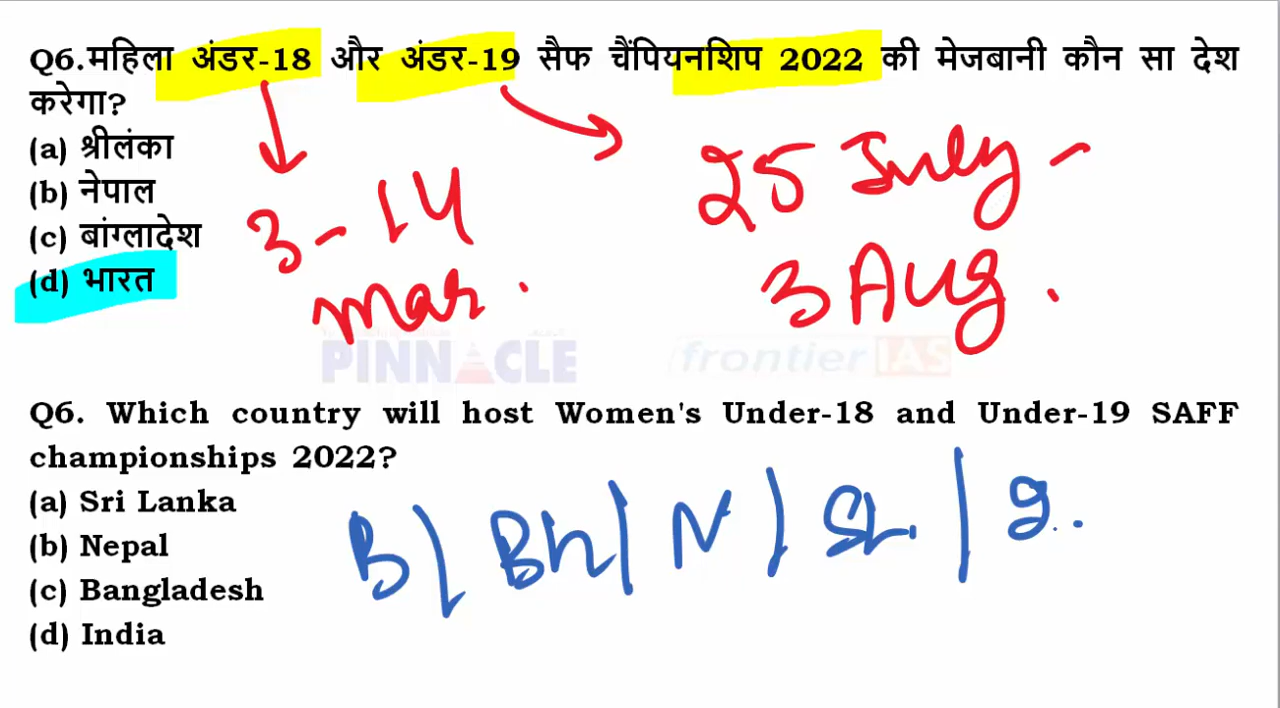 Q6.महिला अंडर-18 और अंडर-19 सैफ चैंपियनशिप 2022 की मेजबानी कौन सा देश
करेगा?
(a) श्रीलंका
(b) नेपाल
(c) बांग्लादेश
(d) भारत
3-14
Mar.
25 July -
3 Aug.
PINNACLE
frontier IAS
Q6. Which country will host Women's Under-18 and Under-19 SAFF
championships 2022?
(a) Sri Lanka
(b) Nepal
(c) Bangladesh
(d) India
B | Bh | N | SL. |